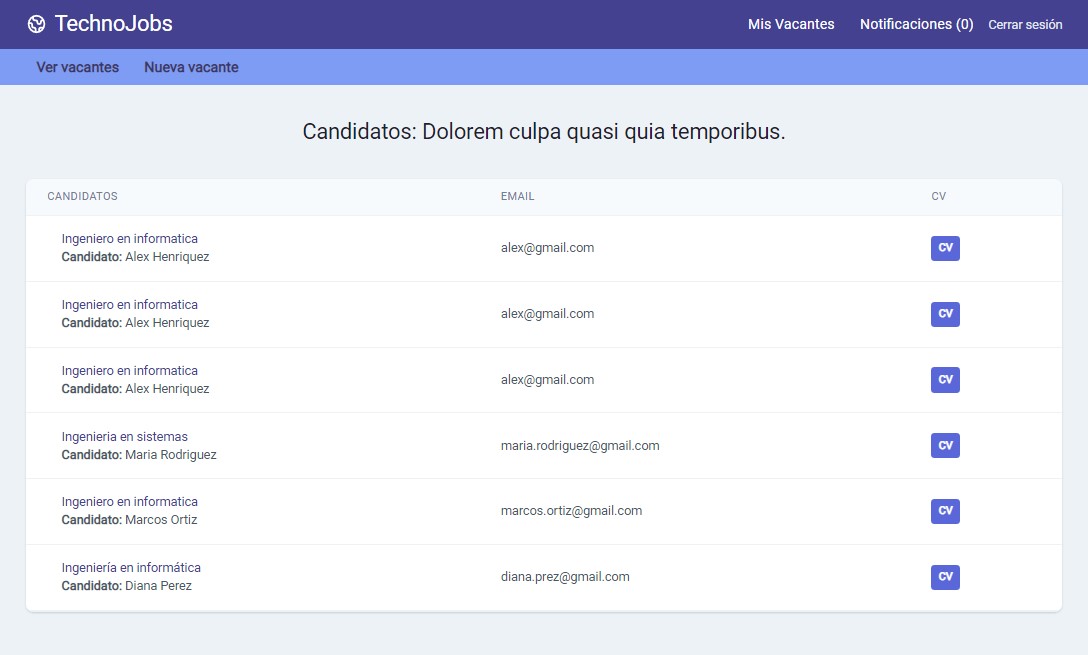 TechnoJobs
Mis Vacantes Notificaciones (0) Cerrar sesión
Ver vacantes Nueva vacante
Candidatos: Dolorem culpa quasi quia temporibus.
CANDIDATOS EMAIL CV
Ingeniero en informatica
Candidato: Alex Henriquez
alex@gmail.com
CV
Ingeniero en informatica
Candidato: Alex Henriquez
alex@gmail.com
CV
Ingeniero en informatica
Candidato: Alex Henriquez
alex@gmail.com
CV
Ingenieria en sistemas
Candidato: Maria Rodriguez
maria.rodriguez@gmail.com
CV
Ingeniero en informatica
Candidato: Marcos Ortiz
marcos.ortiz@gmail.com
CV
Ingeniería en informática
Candidato: Diana Perez
diana.prez@gmail.com
CV